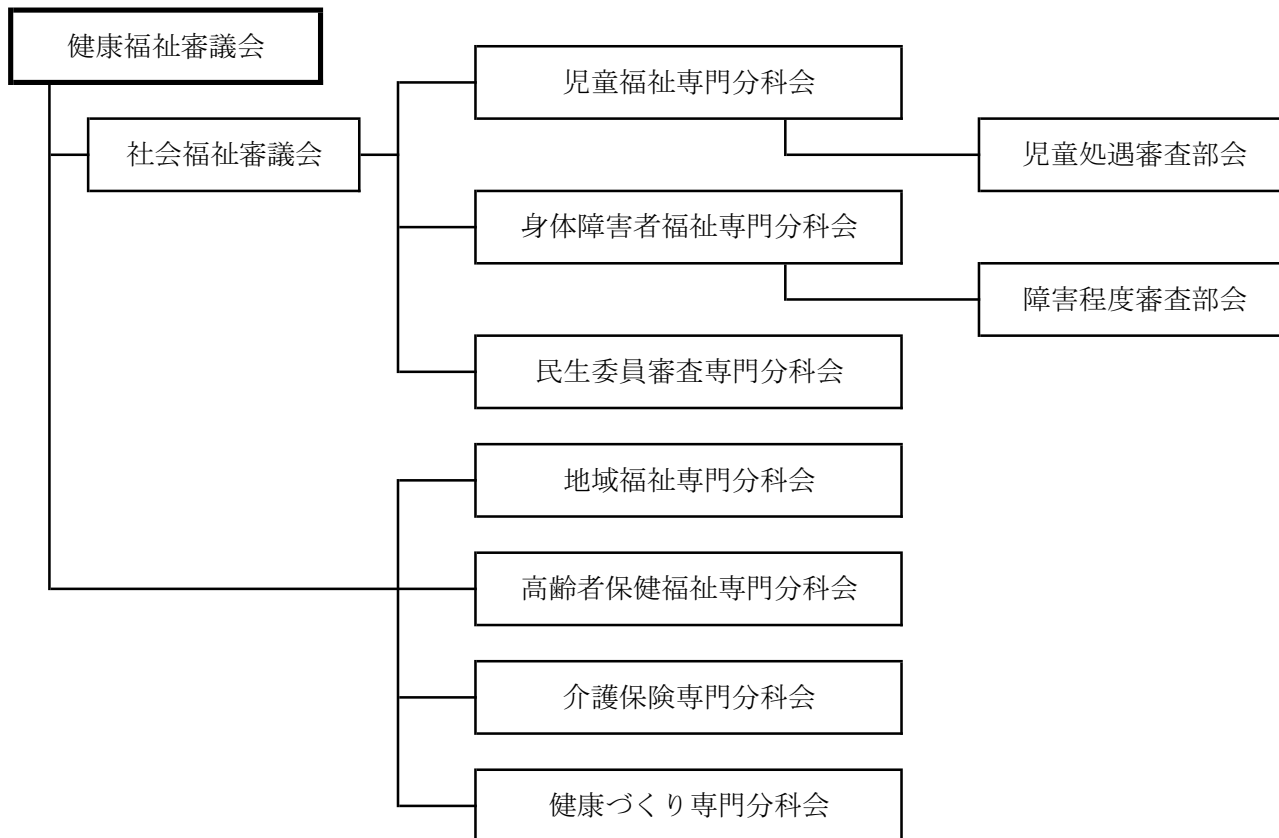 健康福祉審議会
児童福祉専門分科会
社会福祉審議会
児童処遇審査部会
身体障害者福祉専門分科会
障害程度審査部会
民生委員審査専門分科会
地域福祉専門分科会
高齢者保健福祉専門分科会
介護保険専門分科会
健康づくり専門分科会